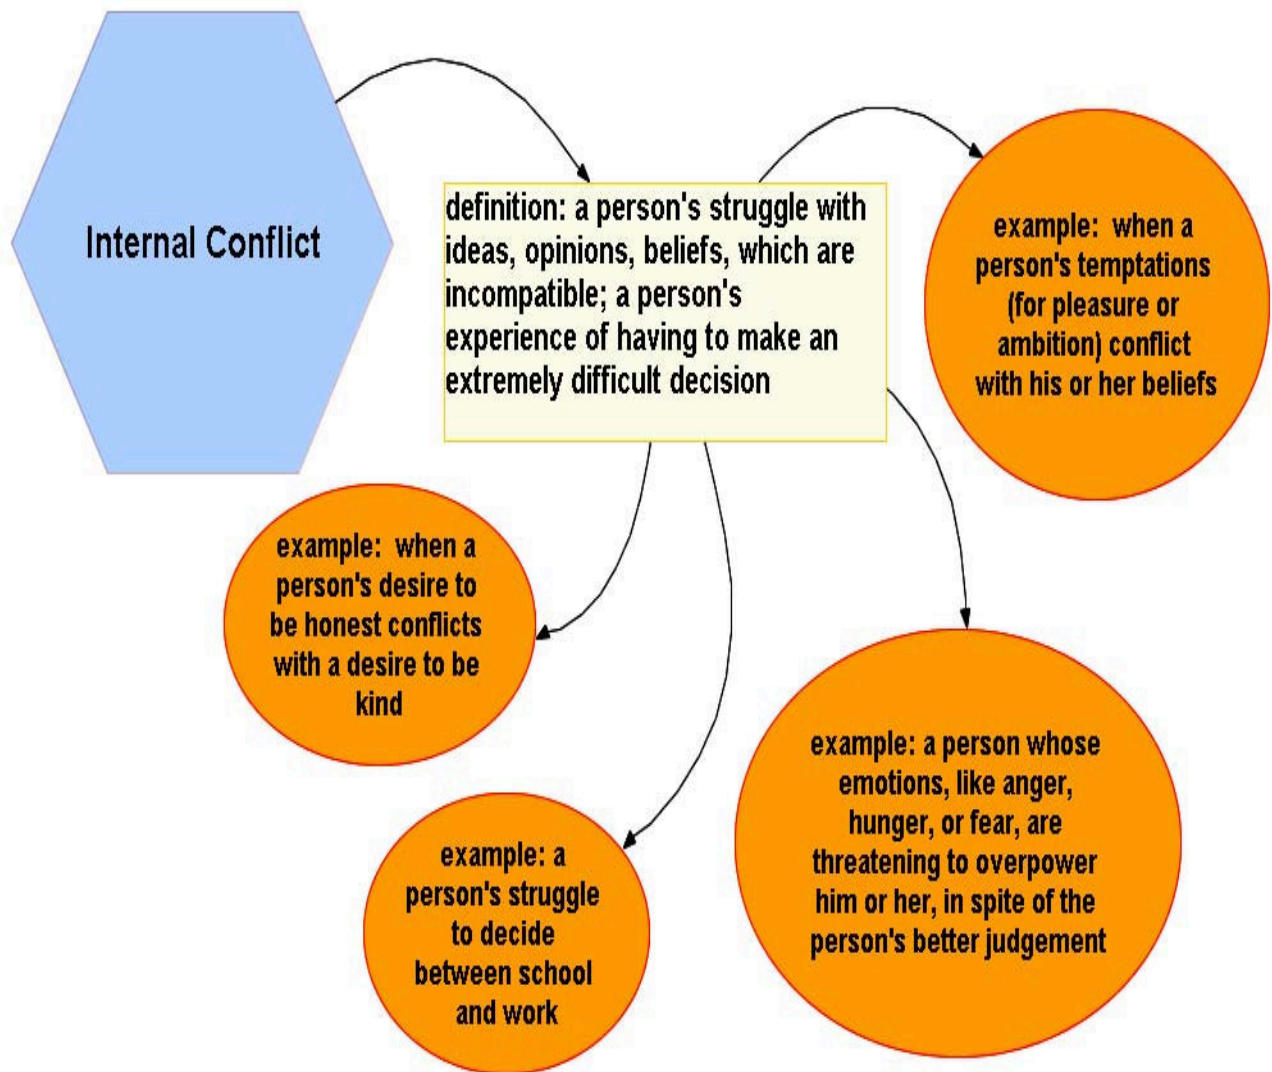 Internal Conflict
definition: a person's struggle with
ideas, opinions, beliefs, which are
incompatible; a person's
experience of having to make an
extremely difficult decision
example:  when a
person's temptations
(for pleasure or
ambition) conflict
with his or her beliefs
example:  when a
person's desire to
be honest conflicts
with a desire to be
kind
example: a
person's struggle
to decide
between school
and work
example: a person whose
emotions, like anger,
hunger, or fear, are
threatening to overpower
him or her, in spite of the
person's better judgement